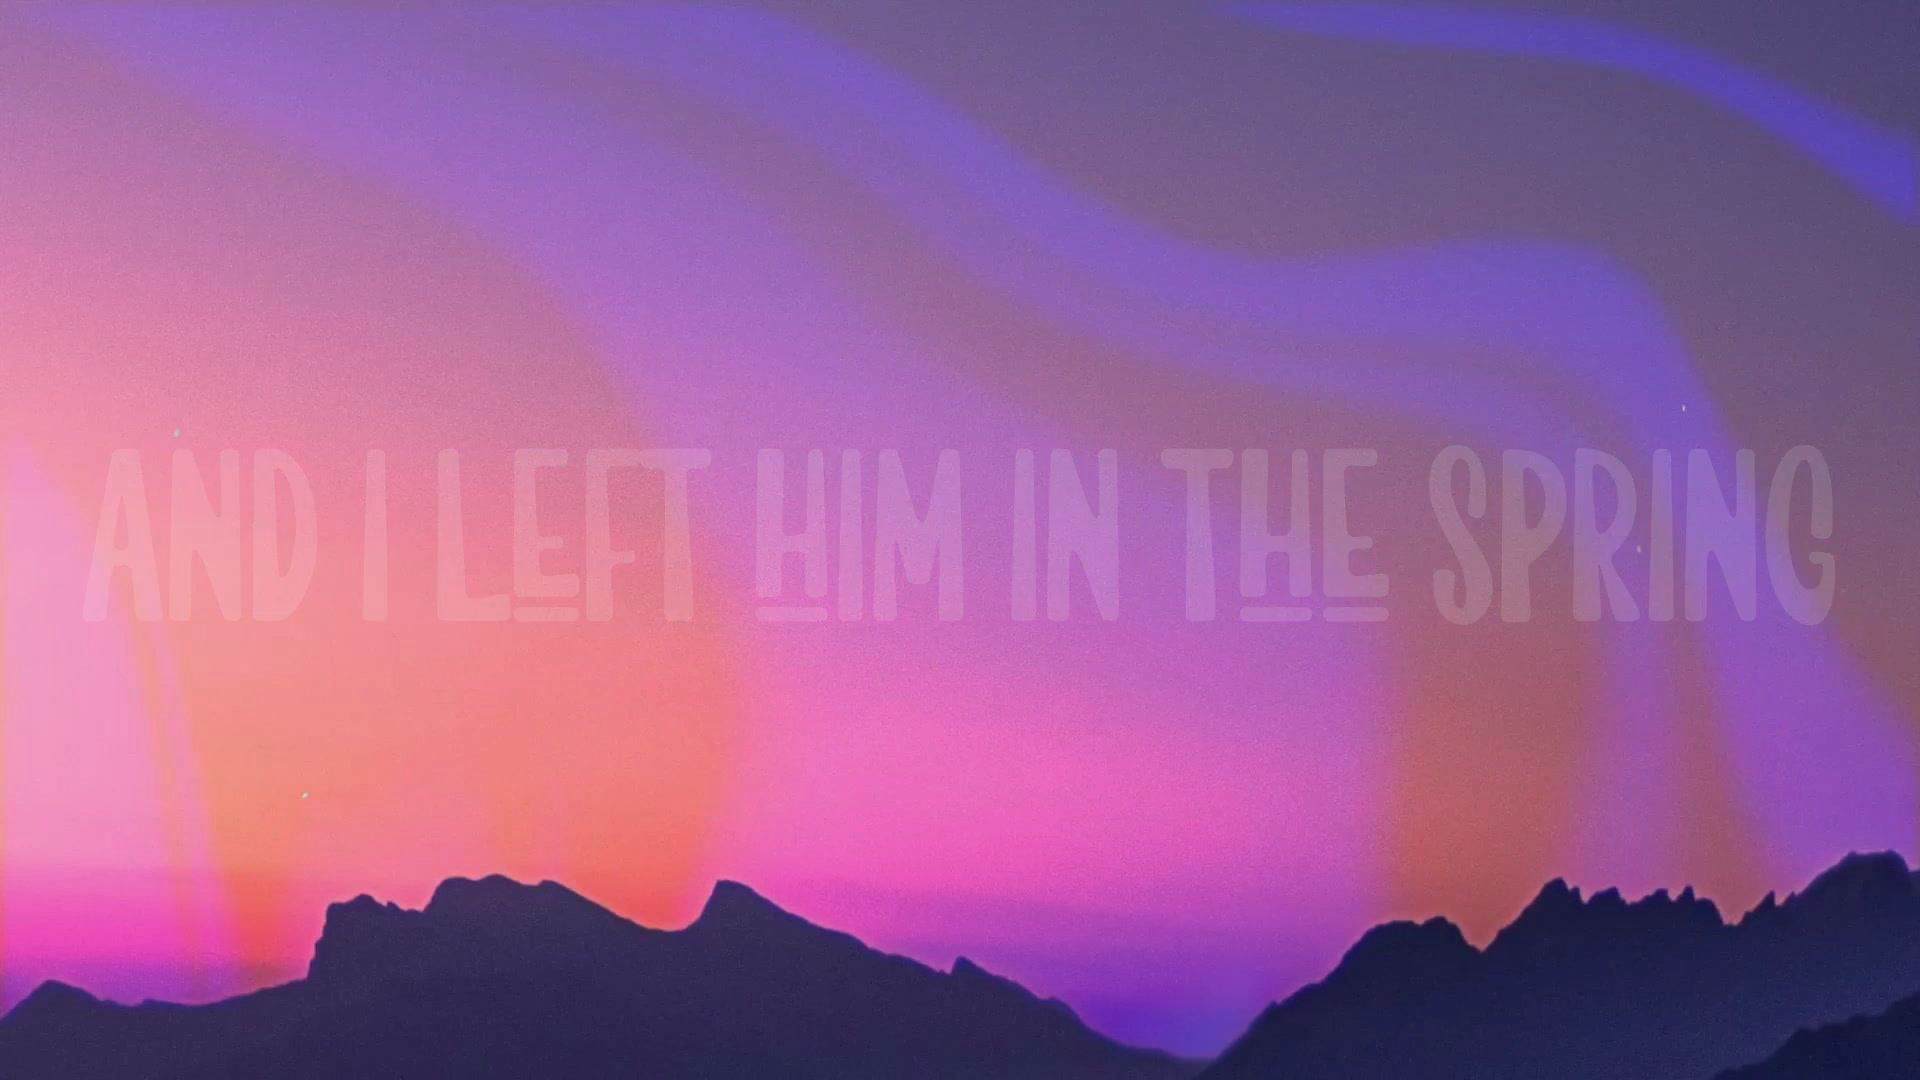 AND I LEFT HIM IN THE SPRING